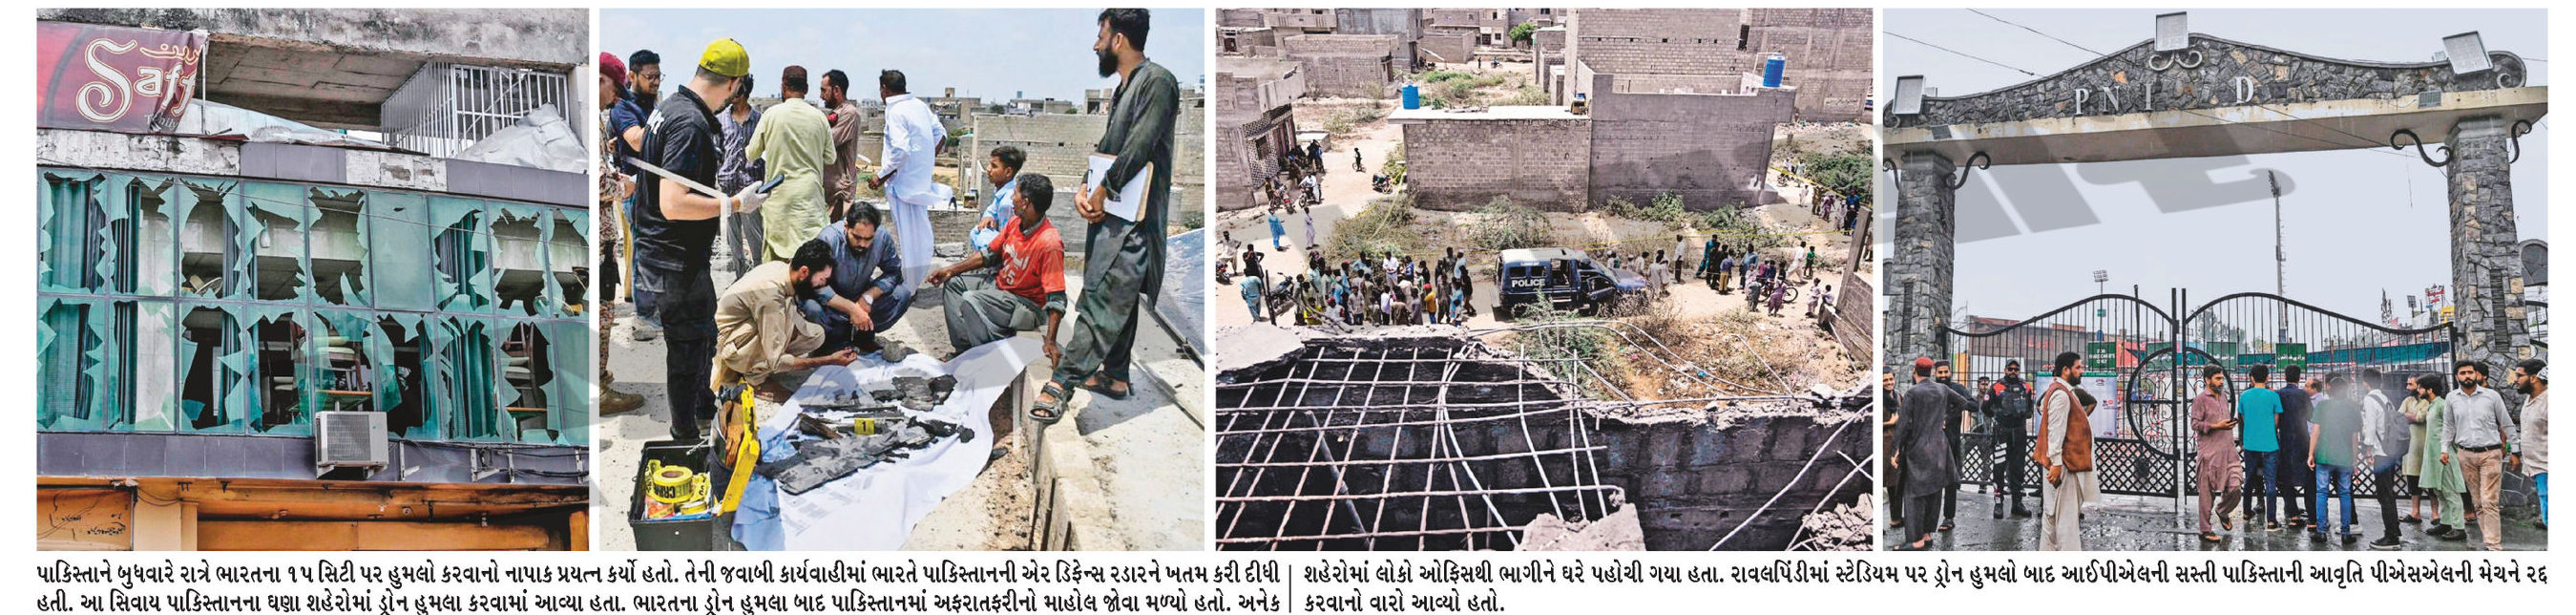 Saff
POLICE
1
PNI D
પાકિસ્તાને બુધવારે રાત્રે ભારતના ૧૫ સિટી પર હુમલો કરવાનો નાપાક પ્રયત્ન કર્યો હતો. તેની જવાબી કાર્યવાહીમાં ભારતે પાકિસ્તાનની એર ડિફેન્સ રડારને ખતમ કરી દીધી
હતી. આ સિવાય પાકિસ્તાનના ઘણા શહેરોમાં ડ્રોન હુમલા કરવામાં આવ્યા હતા. ભારતના ડ્રોન હુમલા બાદ પાકિસ્તાનમાં અફરાતફરીનો માહોલ જોવા મળ્યો હતો. અનેક
શહેરોમાં લોકો ઓફિસથી ભાગીને ઘરે પહોચી ગયા હતા. રાવલપિંડીમાં સ્ટેડિયમ પર ડ્રોન હુમલો બાદ આઈપીએલની સસ્તી પાકિસ્તાની આવૃતિ પીએસએલની મેચને રદ્દ
કરવાનો વારો આવ્યો હતો.